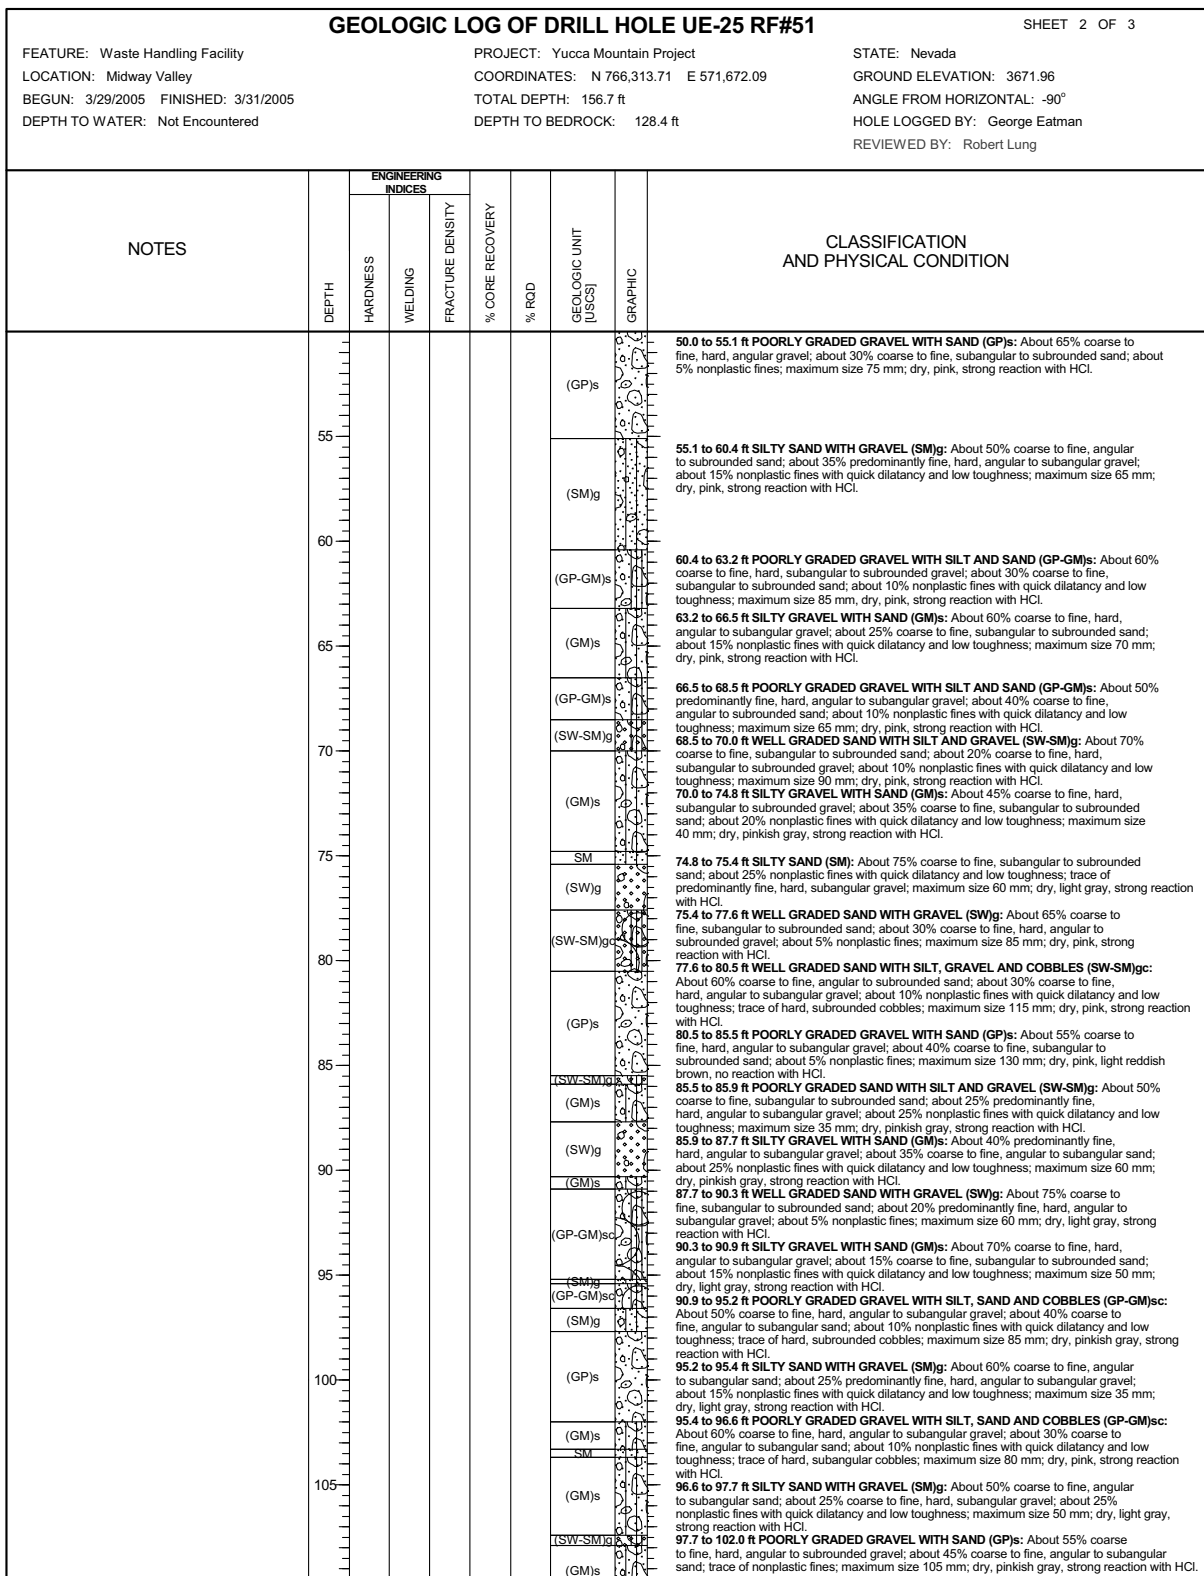 GEOLOGIC LOG OF DRILL HOLE UE-25 RF#51
SHEET 2 OF 3
FEATURE: Waste Handling Facility
PROJECT: Yucca Mountain Project
STATE: Nevada
LOCATION: Midway Valley
COORDINATES: N 766,313.71 E 571,672.09
GROUND ELEVATION: 3671.96
BEGUN: 3/29/2005 FINISHED: 3/31/2005
TOTAL DEPTH: 156.7 ft
ANGLE FROM HORIZONTAL: -90°
DEPTH TO WATER: Not Encountered
DEPTH TO BEDROCK: 128.4 ft
HOLE LOGGED BY: George Eatman
REVIEWED BY: Robert Lung
NOTES
DEPTH
ENGINEERING
INDICES
HARDNESS
WELDING
FRACTURE DENSITY
% CORE RECOVERY
% RQD
GEOLOGIC UNIT
[USCS]
GRAPHIC
CLASSIFICATION
AND PHYSICAL CONDITION
55
60
65
70
75
80
85
90
95
100
105
(GP)s
(SM)g
(GP-GM)s
(GM)s
(GP-GM)s
(SW-SM)g
(GM)s
SM
(SW)g
(SW-SM)gc
(GP)s
(SW-SM)g
(GM)s
(SW)g
(GM)s
(GP-GM)sc
(SM)g
(GP-GM)sc
(SM)g
(GP)s
(GM)s
SM
(GM)s
(SW-SM)g
(GM)s
50.0 to 55.1 ft POORLY GRADED GRAVEL WITH SAND (GP)s: About 65% coarse to
fine, hard, angular gravel; about 30% coarse to fine, subangular to subrounded sand; about
5% nonplastic fines; maximum size 75 mm; dry, pink, strong reaction with HCl.
55.1 to 60.4 ft SILTY SAND WITH GRAVEL (SM)g: About 50% coarse to fine, angular
to subrounded sand; about 35% predominantly fine, hard, angular to subangular gravel;
about 15% nonplastic fines with quick dilatancy and low toughness; maximum size 65 mm;
dry, pink, strong reaction with HCl.
60.4 to 63.2 ft POORLY GRADED GRAVEL WITH SILT AND SAND (GP-GM)s: About 60%
coarse to fine, hard, subangular to subrounded gravel; about 30% coarse to fine,
subangular to subrounded sand; about 10% nonplastic fines with quick dilatancy and low
toughness; maximum size 85 mm, dry, pink, strong reaction with HCl.
63.2 to 66.5 ft SILTY GRAVEL WITH SAND (GM)s: About 60% coarse to fine, hard,
angular to subangular gravel; about 25% coarse to fine, subangular to subrounded sand;
about 15% nonplastic fines with quick dilatancy and low toughness; maximum size 70 mm;
dry, pink, strong reaction with HCl.
66.5 to 68.5 ft POORLY GRADED GRAVEL WITH SILT AND SAND (GP-GM)s: About 50%
predominantly fine, hard, angular to subangular gravel; about 40% coarse to fine,
angular to subrounded sand; about 10% nonplastic fines with quick dilatancy and low
toughness; maximum size 65 mm; dry, pink, strong reaction with HCl.
68.5 to 70.0 ft WELL GRADED SAND WITH SILT AND GRAVEL (SW-SM)g: About 70%
coarse to fine, subangular to subrounded sand; about 20% coarse to fine, hard,
subangular to subrounded gravel; about 10% nonplastic fines with quick dilatancy and low
toughness; maximum size 90 mm; dry, pink, strong reaction with HCl.
70.0 to 74.8 ft SILTY GRAVEL WITH SAND (GM)s: About 45% coarse to fine, hard,
subangular to subrounded gravel; about 35% coarse to fine, subangular to subrounded
sand; about 20% nonplastic fines with quick dilatancy and low toughness; maximum size
40 mm; dry, pinkish gray, strong reaction with HCl.
74.8 to 75.4 ft SILTY SAND (SM): About 75% coarse to fine, subangular to subrounded
sand; about 25% nonplastic fines with quick dilatancy and low toughness; trace of
predominantly fine, hard, subangular gravel; maximum size 60 mm; dry, light gray, strong reaction
with HCl.
75.4 to 77.6 ft WELL GRADED SAND WITH GRAVEL (SW)g: About 65% coarse to
fine, subangular to subrounded sand; about 30% coarse to fine, hard, angular to
subrounded gravel; about 5% nonplastic fines; maximum size 85 mm; dry, pink, strong
reaction with HCl.
77.6 to 80.5 ft WELL GRADED SAND WITH SILT, GRAVEL AND COBBLES (SW-SM)gc:
About 60% coarse to fine, angular to subrounded sand; about 30% coarse to fine,
hard, angular to subangular gravel; about 10% nonplastic fines with quick dilatancy and low
toughness; trace of hard, subrounded cobbles; maximum size 115 mm; dry, pink, strong reaction
with HCl.
80.5 to 85.5 ft POORLY GRADED GRAVEL WITH SAND (GP)s: About 55% coarse to
fine, hard, angular to subangular gravel; about 40% coarse to fine, subangular to
subrounded sand; about 5% nonplastic fines; maximum size 130 mm; dry, pink, light reddish
brown, no reaction with HCl.
85.5 to 85.9 ft POORLY GRADED SAND WITH SILT AND GRAVEL (SW-SM)g: About 50%
coarse to fine, subangular to subrounded sand; about 25% predominantly fine,
hard, angular to subangular gravel; about 25% nonplastic fines with quick dilatancy and low
toughness; maximum size 35 mm; dry, pinkish gray, strong reaction with HCl.
85.9 to 87.7 ft SILTY GRAVEL WITH SAND (GM)s: About 40% predominantly fine,
hard, angular to subangular gravel; about 35% coarse to fine, angular to subangular sand;
about 25% nonplastic fines with quick dilatancy and low toughness; maximum size 60 mm;
dry, pinkish gray, strong reaction with HCl.
87.7 to 90.3 ft WELL GRADED SAND WITH GRAVEL (SW)g: About 75% coarse to
fine, subangular to subrounded sand; about 20% predominantly fine, hard, angular to
subangular gravel; about 5% nonplastic fines; maximum size 60 mm; dry, light gray, strong
reaction with HCl.
90.3 to 90.9 ft SILTY GRAVEL WITH SAND (GM)s: About 70% coarse to fine, hard,
angular to subangular gravel; about 15% coarse to fine, subangular to subrounded sand;
about 15% nonplastic fines with quick dilatancy and low toughness; maximum size 50 mm;
dry, light gray, strong reaction with HCl.
90.9 to 95.2 ft POORLY GRADED GRAVEL WITH SILT, SAND AND COBBLES (GP-GM)sc:
About 50% coarse to fine, hard, angular to subangular gravel; about 40% coarse to
fine, angular to subangular sand; about 10% nonplastic fines with quick dilatancy and low
toughness; trace of hard, subrounded cobbles; maximum size 85 mm; dry, pinkish gray, strong
reaction with HCl.
95.2 to 95.4 ft SILTY SAND WITH GRAVEL (SM)g: About 60% coarse to fine, angular
to subangular sand; about 25% predominantly fine, hard, angular to subangular gravel;
about 15% nonplastic fines with quick dilatancy and low toughness; maximum size 35 mm;
dry, light gray, strong reaction with HCl.
95.4 to 96.6 ft POORLY GRADED GRAVEL WITH SILT, SAND AND COBBLES (GP-GM)sc:
About 60% coarse to fine, hard, angular to subangular gravel; about 30% coarse to
fine, angular to subangular sand; about 10% nonplastic fines with quick dilatancy and low
toughness; trace of hard, subangular cobbles; maximum size 80 mm; dry, pink, strong reaction
with HCl.
96.6 to 97.7 ft SILTY SAND WITH GRAVEL (SM)g: About 50% coarse to fine, angular
to subangular sand; about 25% coarse to fine, hard, subangular gravel; about 25%
nonplastic fines with quick dilatancy and low toughness; maximum size 50 mm; dry, light gray,
strong reaction with HCl.
97.7 to 102.0 ft POORLY GRADED GRAVEL WITH SAND (GP)s: About 55% coarse
to fine, hard, angular to subrounded gravel; about 45% coarse to fine, angular to subangular
sand; trace of nonplastic fines; maximum size 105 mm; dry, pinkish gray, strong reaction with HCl.